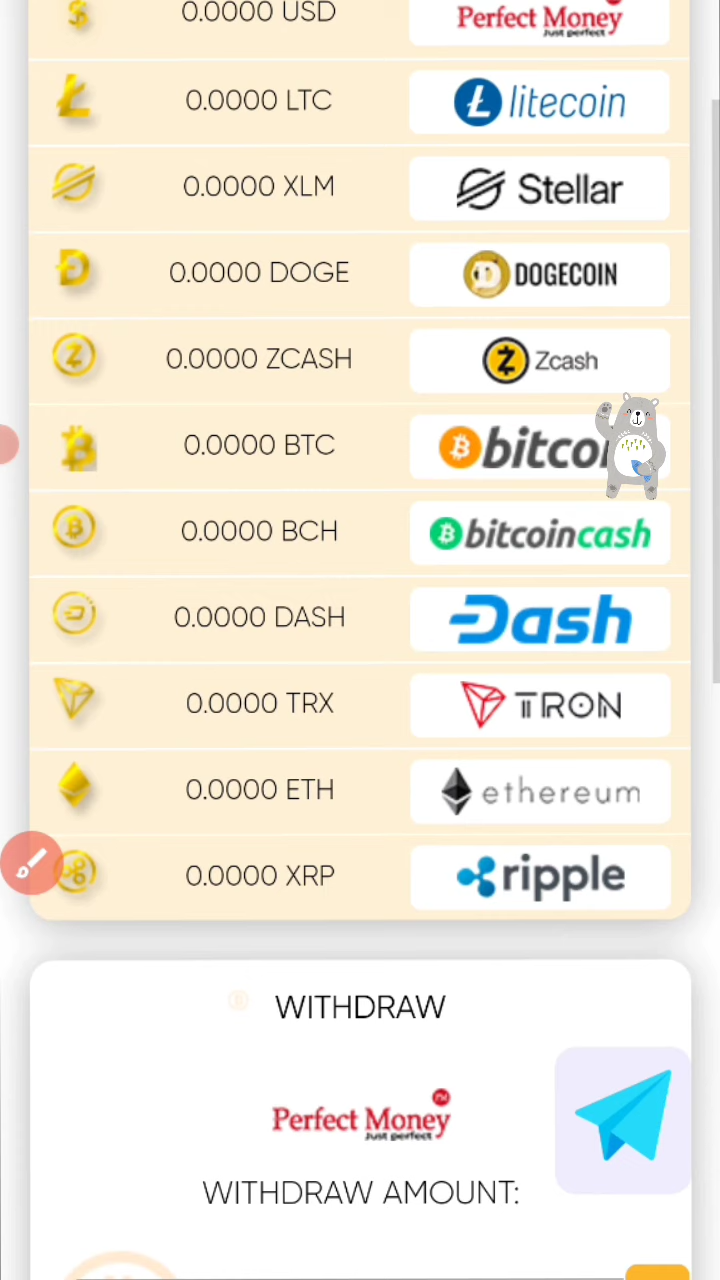 0.0000 USD
Perfect Money
Just perfect
0.0000 LTC
litecoin
0.0000 XLM
Stellar
0.0000 DOGE
DOGECOIN
0.0000 ZCASH
Zcash
0.0000 BTC
bitcoi
0.0000 BCH
bitcoincash
0.0000 DASH
Dash
0.0000 TRX
TRON
0.0000 ETH
ethereum
0.0000 XRP
ripple
WITHDRAW
PM
Perfect Money
Just perfect
WITHDRAW AMOUNT: